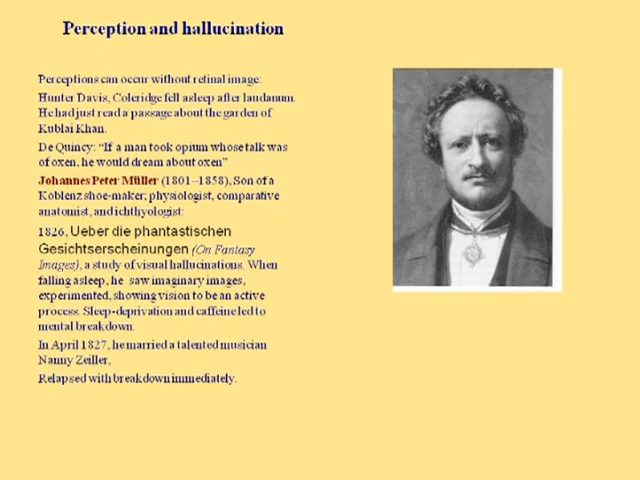 Perception and hallucination
Perceptions can occur without retinal image:
Hunter Davis, Coleridge fell asleep after laudanum.
He had just read a passage about the garden of
Kublai Khan.
De Quincy: “If a man took opium whose talk was
of oxen, he would dream about oxen”
Johannes Peter Müller (1801–1858), Son of a
Koblenz shoe-maker; physiologist, comparative
anatomist, and ichthyologist:
1826, Ueber die phantastischen
Gesichtserscheinungen (On Fantasy
Images), a study of visual hallucinations. When
falling asleep, he saw imaginary images,
experimented, showing vision to be an active
process. Sleep-deprivation and caffeine led to
mental breakdown.
In April 1827, he married a talented musician
Nanny Zeiller,
Relapsed with breakdown immediately.